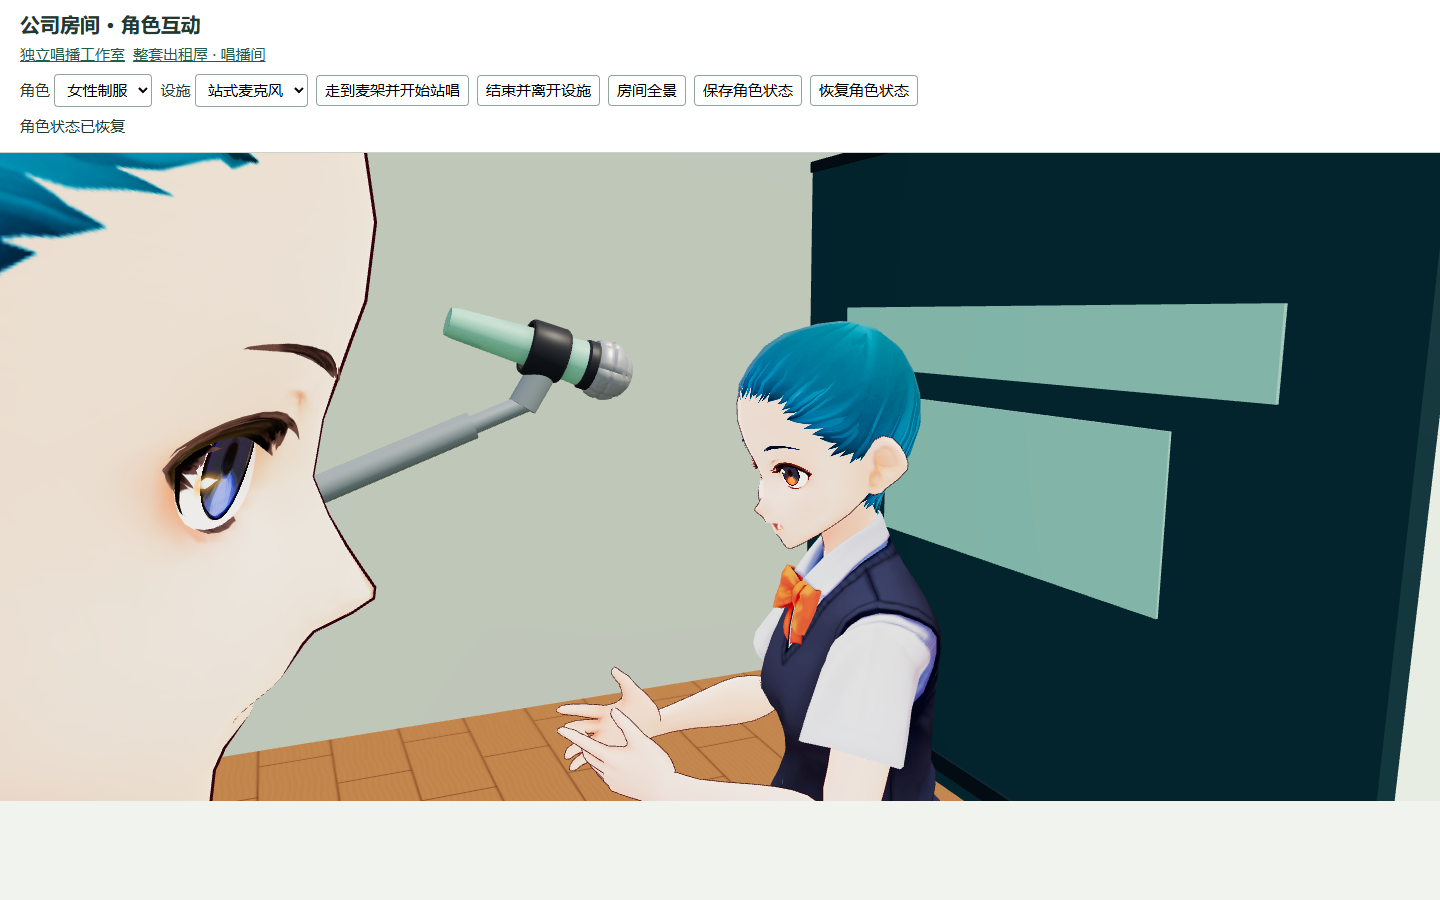 公司房间・角色互动
独立唱播工作室 整套出租屋 · 唱播间
角色 女性制服 设施 站式麦克风 走到麦架并开始站唱 结束并离开设施 房间全景 保存角色状态 恢复角色状态
角色状态已恢复